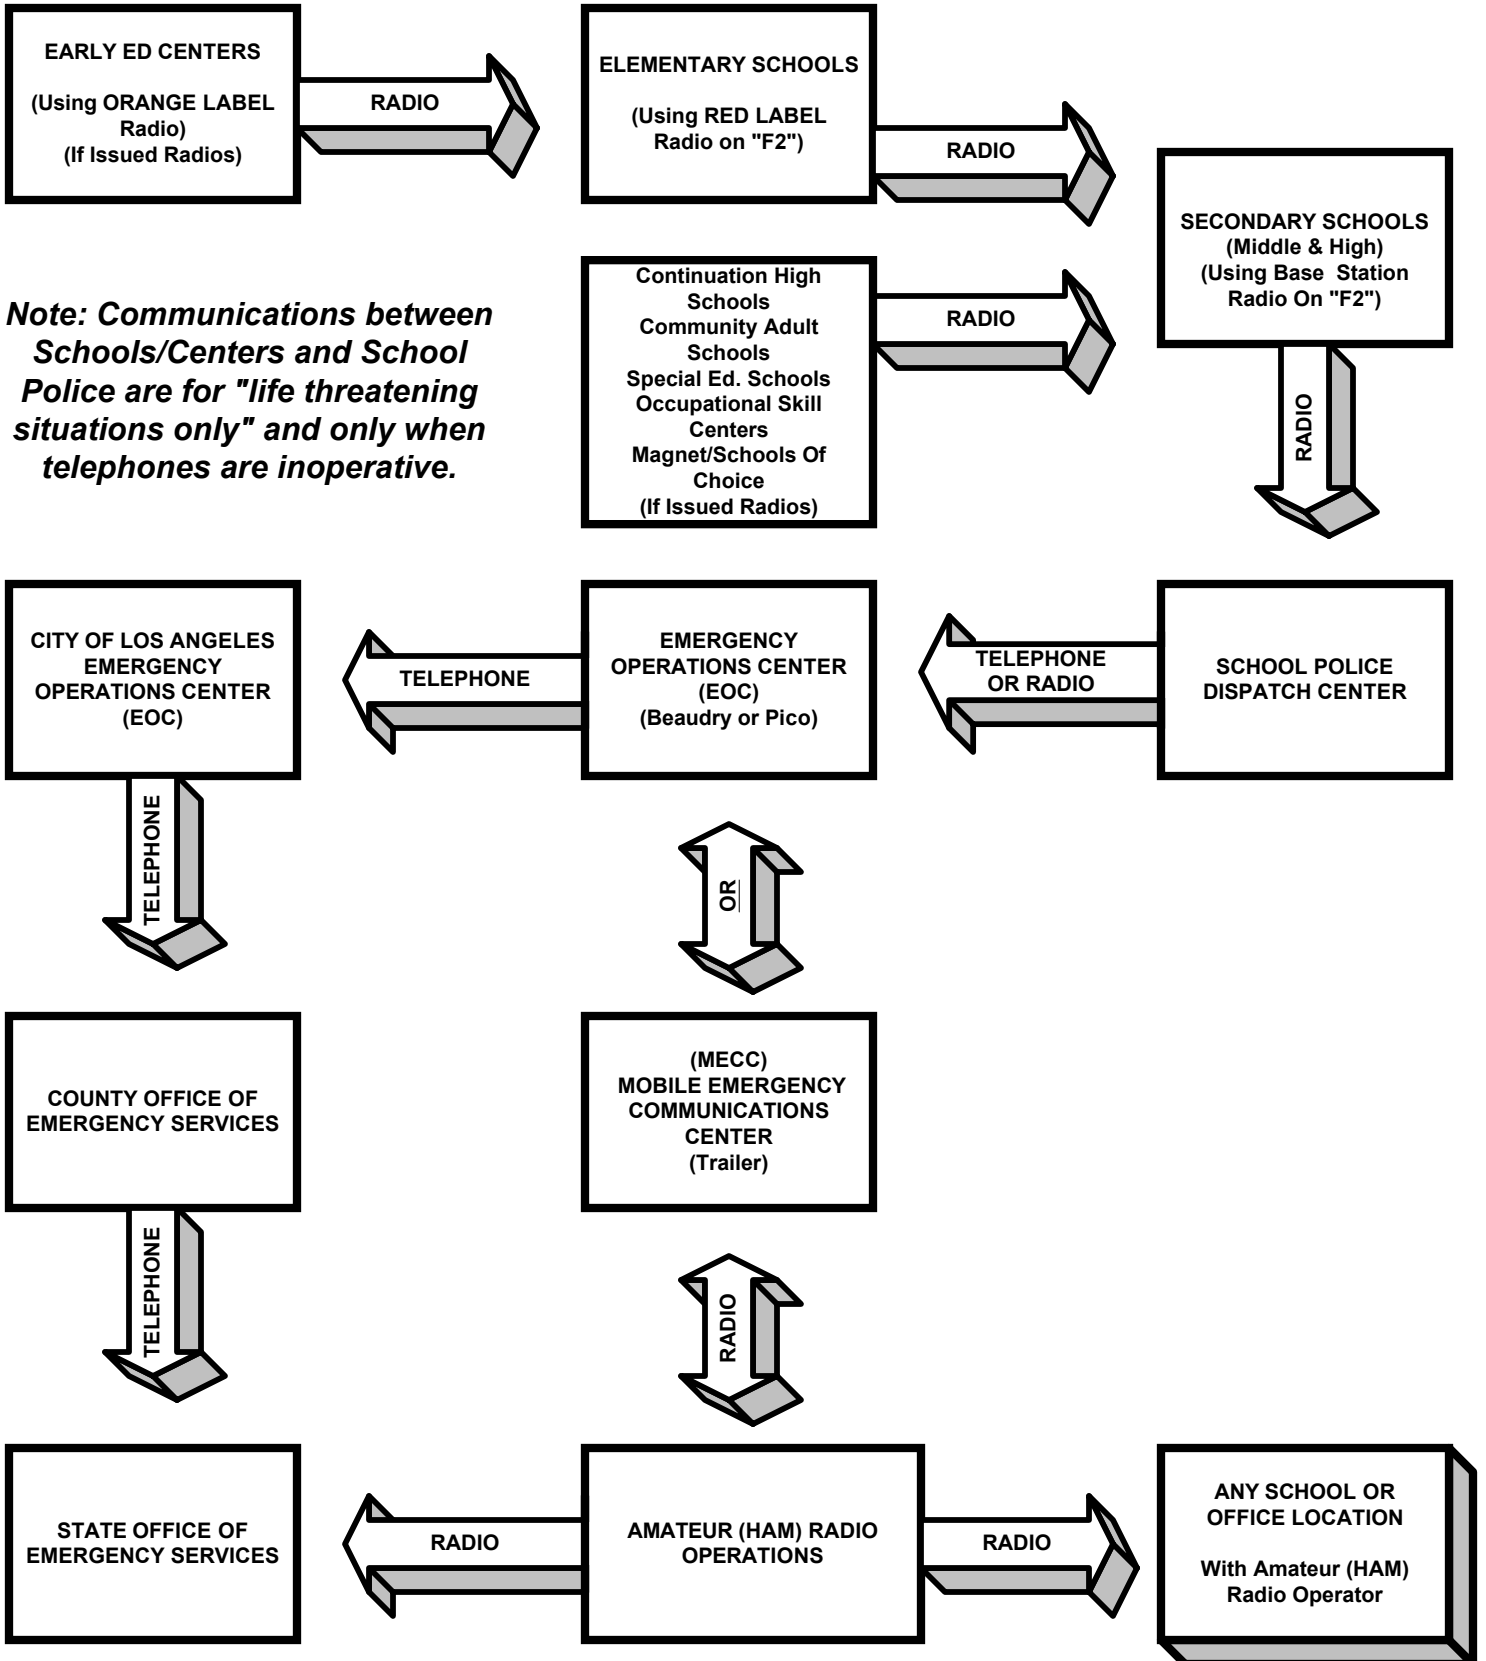 EARLY ED CENTERS
(Using ORANGE LABEL
Radio)
(If Issued Radios)
RADIO
ELEMENTARY SCHOOLS
(Using RED LABEL
Radio on "F2")
RADIO
SECONDARY SCHOOLS
(Middle & High)
(Using Base Station
Radio On "F2")
Note: Communications between
Schools/Centers and School
Police are for "life threatening
situations only" and only when
telephones are inoperative.
Continuation High
Schools
Community Adult
Schools
Special Ed. Schools
Occupational Skill
Centers
Magnet/Schools Of
Choice
(If Issued Radios)
RADIO
RADIO
CITY OF LOS ANGELES
EMERGENCY
OPERATIONS CENTER
(EOC)
TELEPHONE
EMERGENCY
OPERATIONS CENTER
(EOC)
(Beaudry or Pico)
TELEPHONE
OR RADIO
SCHOOL POLICE
DISPATCH CENTER
TELEPHONE
OR
COUNTY OFFICE OF
EMERGENCY SERVICES
(MECC)
MOBILE EMERGENCY
COMMUNICATIONS
CENTER
(Trailer)
TELEPHONE
RADIO
STATE OFFICE OF
EMERGENCY SERVICES
RADIO
AMATEUR (HAM) RADIO
OPERATIONS
RADIO
ANY SCHOOL OR
OFFICE LOCATION
With Amateur (HAM)
Radio Operator